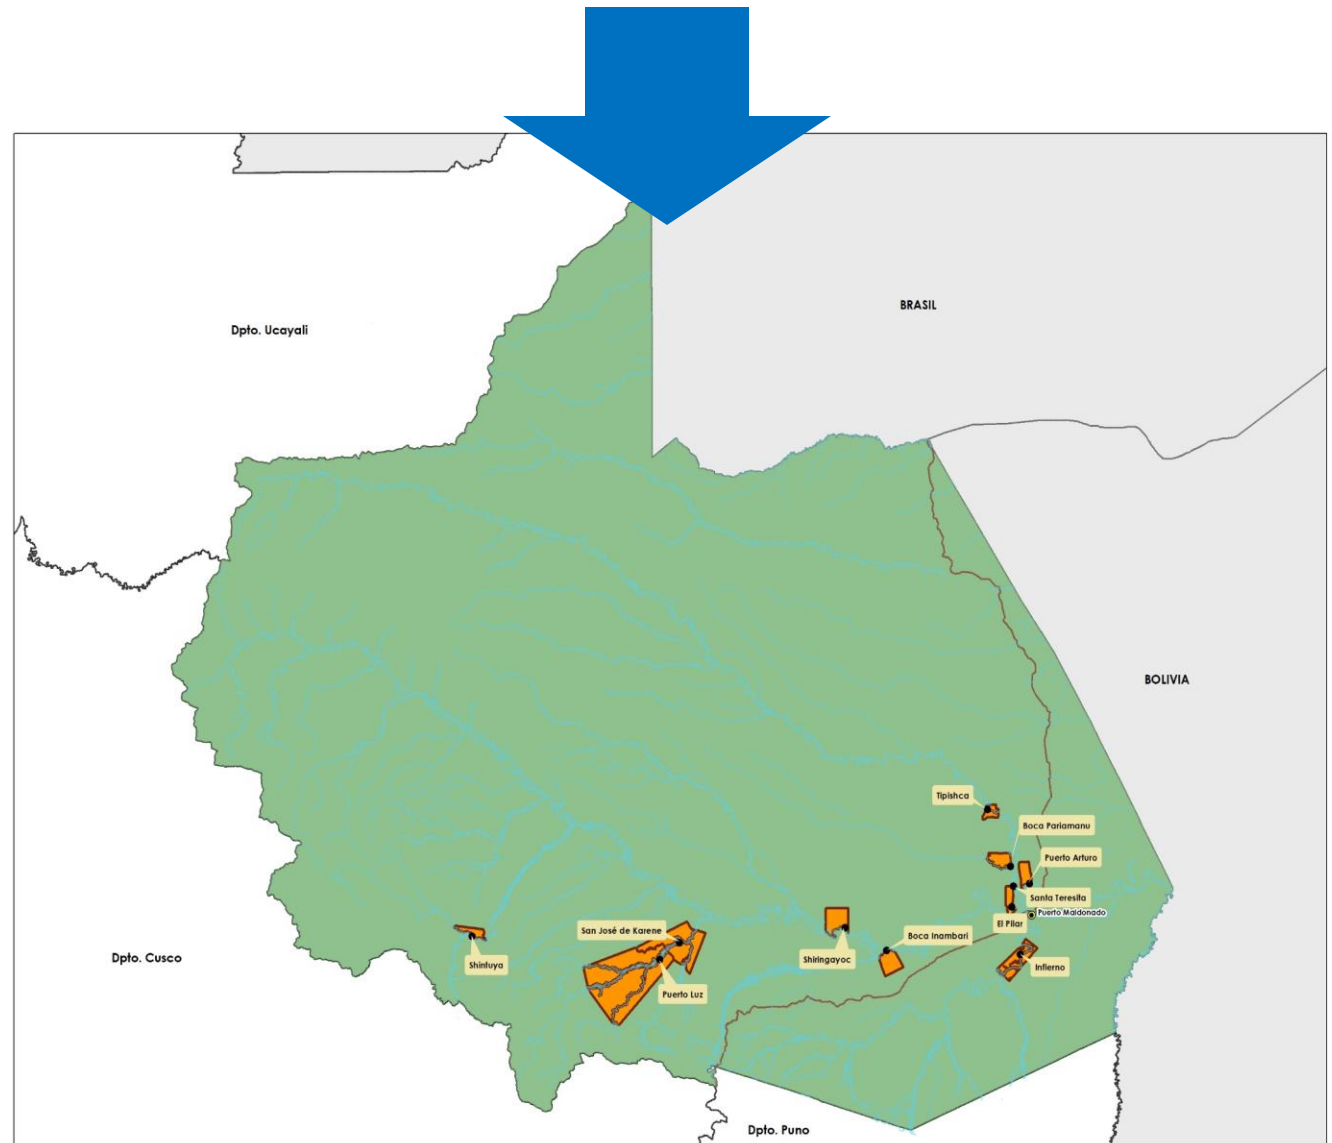 BRASIL
Dpto. Ucayali
BOLIVIA
Tipishca
Boca Pariamanu
Puerto Arturo
Santa Teresita
Puerto Maldonado
El Pilar
San José de Karene
Boca Inambari
Shiringayoc
Shintuya
Infierno
Dpto. Cusco
Puerto Luz
Dpto. Puno